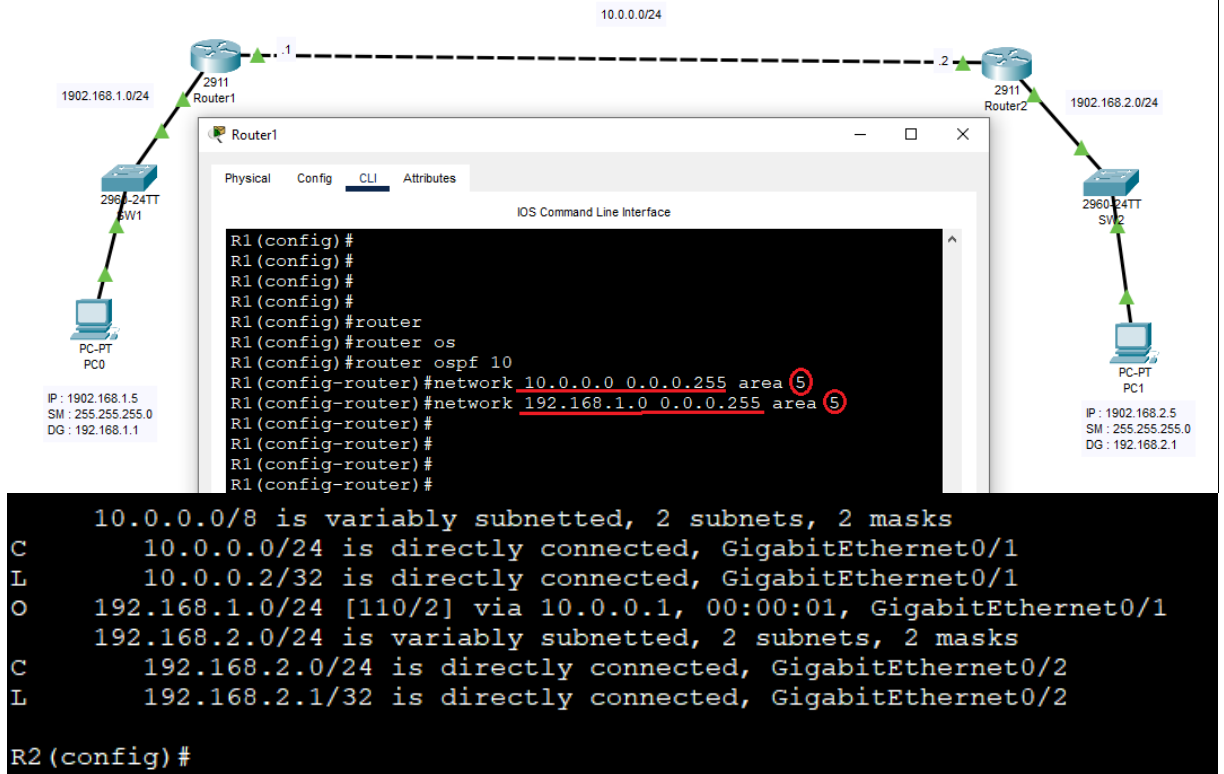 10.0.0.0/24
.1
.2
2911
Router1
2911
Router2
1902.168.1.0/24
1902.168.2.0/24
Router1
Physical Config CLI Attributes
IOS Command Line Interface
2960-24TT
SW1
2960-24TT
SW2
R1(config)#
R1(config)#
R1(config)#
R1(config)#
R1(config)#router
R1(config)#router os
R1(config)#router ospf 10
R1(config-router)#network 10.0.0.0 0.0.0.255 area 5
R1(config-router)#network 192.168.1.0 0.0.0.255 area 5
R1(config-router)#
R1(config-router)#
R1(config-router)#
R1(config-router)#
PC-PT
PC0
PC-PT
PC1
IP : 1902.168.1.5
SM : 255.255.255.0
DG : 192.168.1.1
IP : 1902.168.2.5
SM : 255.255.255.0
DG : 192.168.2.1
10.0.0.0/8 is variably subnetted, 2 subnets, 2 masks
C 10.0.0.0/24 is directly connected, GigabitEthernet0/1
L 10.0.0.2/32 is directly connected, GigabitEthernet0/1
O 192.168.1.0/24 [110/2] via 10.0.0.1, 00:00:01, GigabitEthernet0/1
192.168.2.0/24 is variably subnetted, 2 subnets, 2 masks
C 192.168.2.0/24 is directly connected, GigabitEthernet0/2
L 192.168.2.1/32 is directly connected, GigabitEthernet0/2
R2(config)#